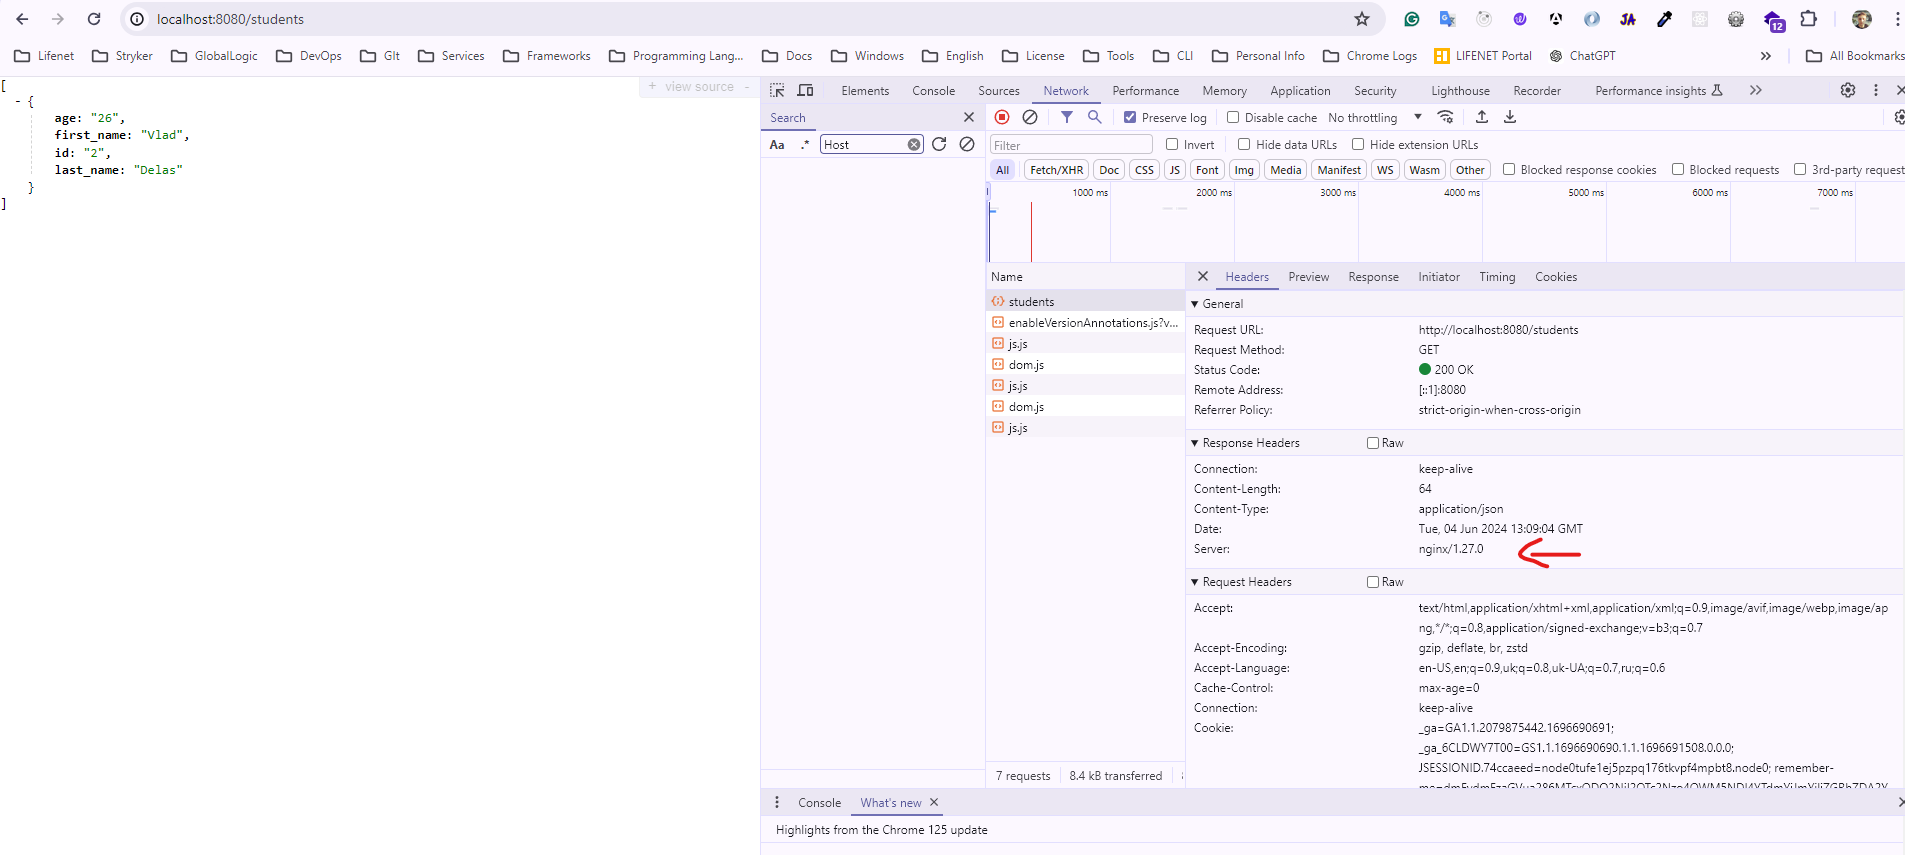 localhost:8080/students
12
Lifenet Stryker GlobalLogic DevOps GIt Services Frameworks Programming Lang... Docs Windows English License Tools CLI Personal Info Chrome Logs LIFENET Portal ChatGPT » All Bookmarks
+ view source -
[
- {
age: "26",
first_name: "Vlad",
id: "2",
last_name: "Delas"
}
]
Elements Console Sources Network Performance Memory Application Security Lighthouse Recorder Performance insights »
Search
Aa .* Host
Preserve log Disable cache No throttling
Filter Invert Hide data URLs Hide extension URLs
All Fetch/XHR Doc CSS JS Font Img Media Manifest WS Wasm Other Blocked response cookies Blocked requests 3rd-party request
1000 ms 2000 ms 3000 ms 4000 ms 5000 ms 6000 ms 7000 ms
Name
students
enableVersionAnnotations.js?v...
js.js
dom.js
js.js
dom.js
js.js
7 requests 8.4 kB transferred
Headers Preview Response Initiator Timing Cookies
General
Request URL: http://localhost:8080/students
Request Method: GET
Status Code: 200 OK
Remote Address: [::1]:8080
Referrer Policy: strict-origin-when-cross-origin
Response Headers Raw
Connection: keep-alive
Content-Length: 64
Content-Type: application/json
Date: Tue, 04 Jun 2024 13:09:04 GMT
Server: nginx/1.27.0
Request Headers Raw
Accept: text/html,application/xhtml+xml,application/xml;q=0.9,image/avif,image/webp,image/ap
ng,*/*;q=0.8,application/signed-exchange;v=b3;q=0.7
Accept-Encoding: gzip, deflate, br, zstd
Accept-Language: en-US,en;q=0.9,uk;q=0.8,uk-UA;q=0.7,ru;q=0.6
Cache-Control: max-age=0
Connection: keep-alive
Cookie: _ga=GA1.1.2079875442.1696690691;
_ga_6CLDWY7T00=GS1.1.1696690690.1.1.1696691508.0.0.0;
JSESSIONID.74ccaeed=node0tufe1ej5pzpq176tkvpf4mpbt8.node0; remember-
Console What's new
Highlights from the Chrome 125 update